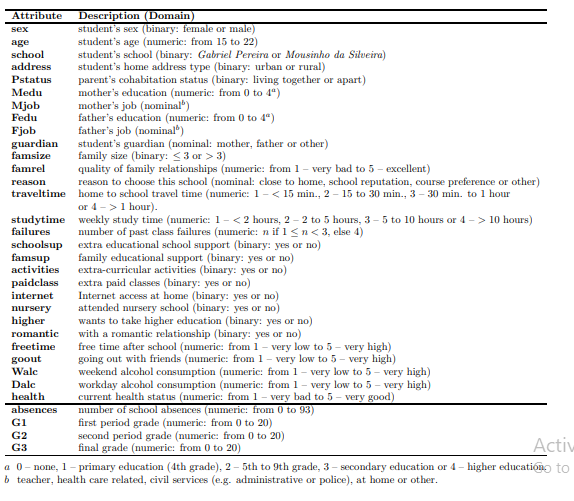 Attribute Description (Domain)
sex student's sex (binary: female or male)
age student's age (numeric: from 15 to 22)
school student's school (binary: Gabriel Pereira or Mousinho da Silveira)
address student's home address type (binary: urban or rural)
Pstatus parent's cohabitation status (binary: living together or apart)
Medu mother's education (numeric: from 0 to 4ᵃ)
Mjob mother's job (nominalᵇ)
Fedu father's education (numeric: from 0 to 4ᵃ)
Fjob father's job (nominalᵇ)
guardian student's guardian (nominal: mother, father or other)
famsize family size (binary: ≤ 3 or > 3)
famrel quality of family relationships (numeric: from 1 – very bad to 5 – excellent)
reason reason to choose this school (nominal: close to home, school reputation, course preference or other)
traveltime home to school travel time (numeric: 1 – < 15 min., 2 – 15 to 30 min., 3 – 30 min. to 1 hour
or 4 – > 1 hour).
studytime weekly study time (numeric: 1 – < 2 hours, 2 – 2 to 5 hours, 3 – 5 to 10 hours or 4 – > 10 hours)
failures number of past class failures (numeric: n if 1 ≤ n < 3, else 4)
schoolsup extra educational school support (binary: yes or no)
famsup family educational support (binary: yes or no)
activities extra-curricular activities (binary: yes or no)
paidclass extra paid classes (binary: yes or no)
internet Internet access at home (binary: yes or no)
nursery attended nursery school (binary: yes or no)
higher wants to take higher education (binary: yes or no)
romantic with a romantic relationship (binary: yes or no)
freetime free time after school (numeric: from 1 – very low to 5 – very high)
goout going out with friends (numeric: from 1 – very low to 5 – very high)
Walc weekend alcohol consumption (numeric: from 1 – very low to 5 – very high)
Dalc workday alcohol consumption (numeric: from 1 – very low to 5 – very high)
health current health status (numeric: from 1 – very bad to 5 – very good)
absences number of school absences (numeric: from 0 to 93)
G1 first period grade (numeric: from 0 to 20)
G2 second period grade (numeric: from 0 to 20)
G3 final grade (numeric: from 0 to 20)
Activ
a 0 – none, 1 – primary education (4th grade), 2 – 5th to 9th grade, 3 – secondary education or 4 – higher education.
o to
b teacher, health care related, civil services (e.g. administrative or police), at home or other.